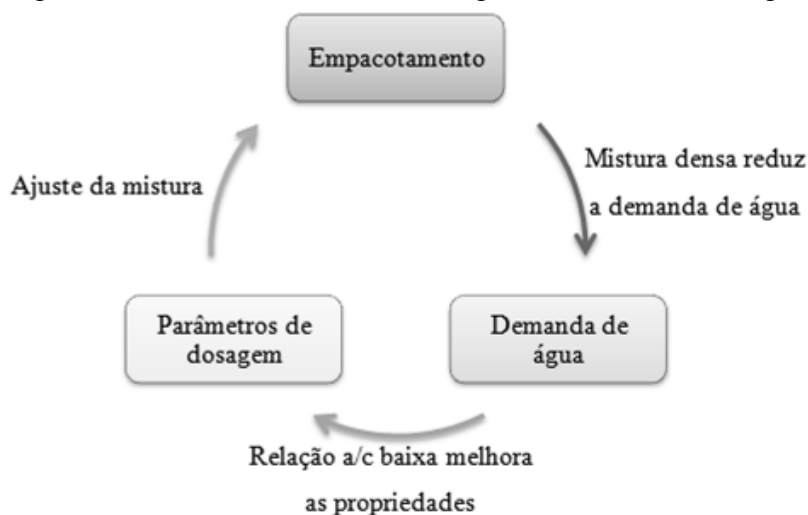 Empacotamento
Mistura densa reduz
a demanda de água
Ajuste da mistura
Parâmetros de
dosagem
Demanda de
água
Relação a/c baixa melhora
as propriedades